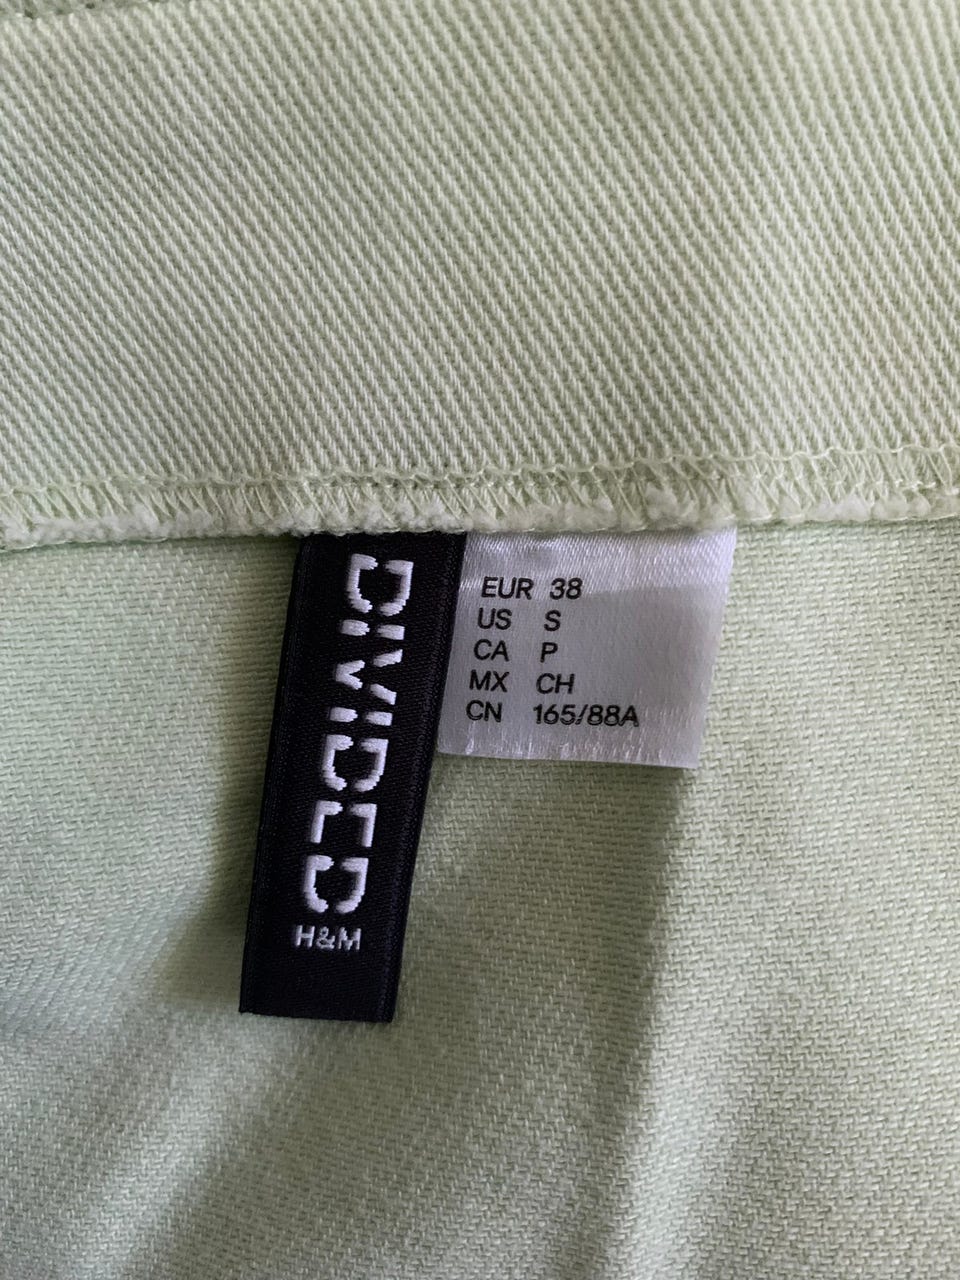 DIVIDED
H&M
EUR 38
US S
CA P
MX CH
CN 165/88A